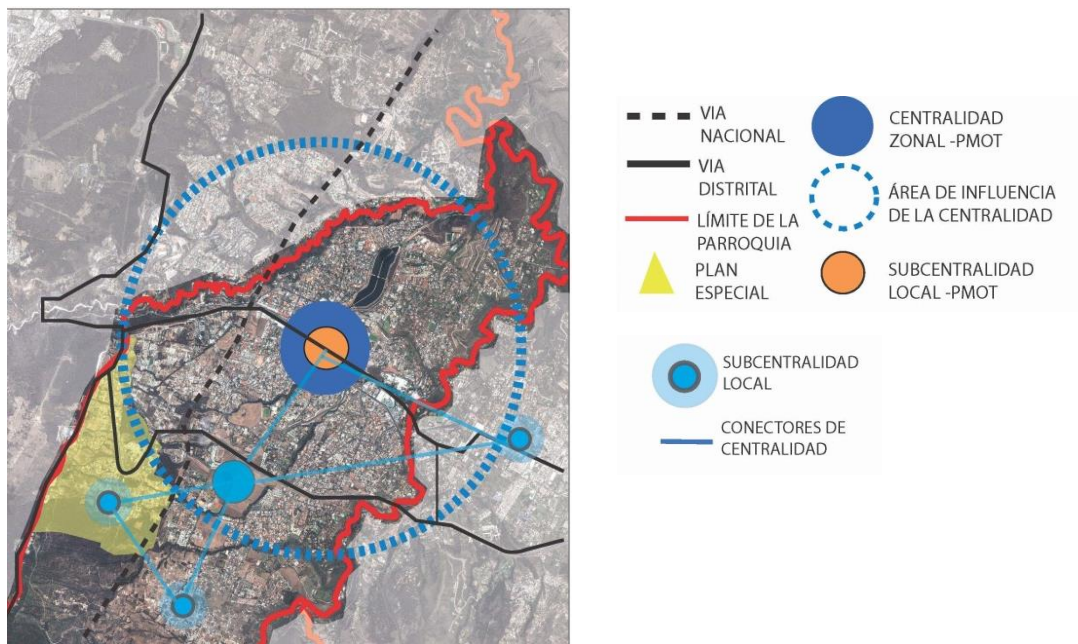 VIA
NACIONAL
VIA
DISTRITAL
LÍMITE DE LA
PARROQUIA
PLAN
ESPECIAL
CENTRALIDAD
ZONAL -PMOT
ÁREA DE INFLUENCIA
DE LA CENTRALIDAD
SUBCENTRALIDAD
LOCAL -PMOT
SUBCENTRALIDAD
LOCAL
CONECTORES DE
CENTRALIDAD